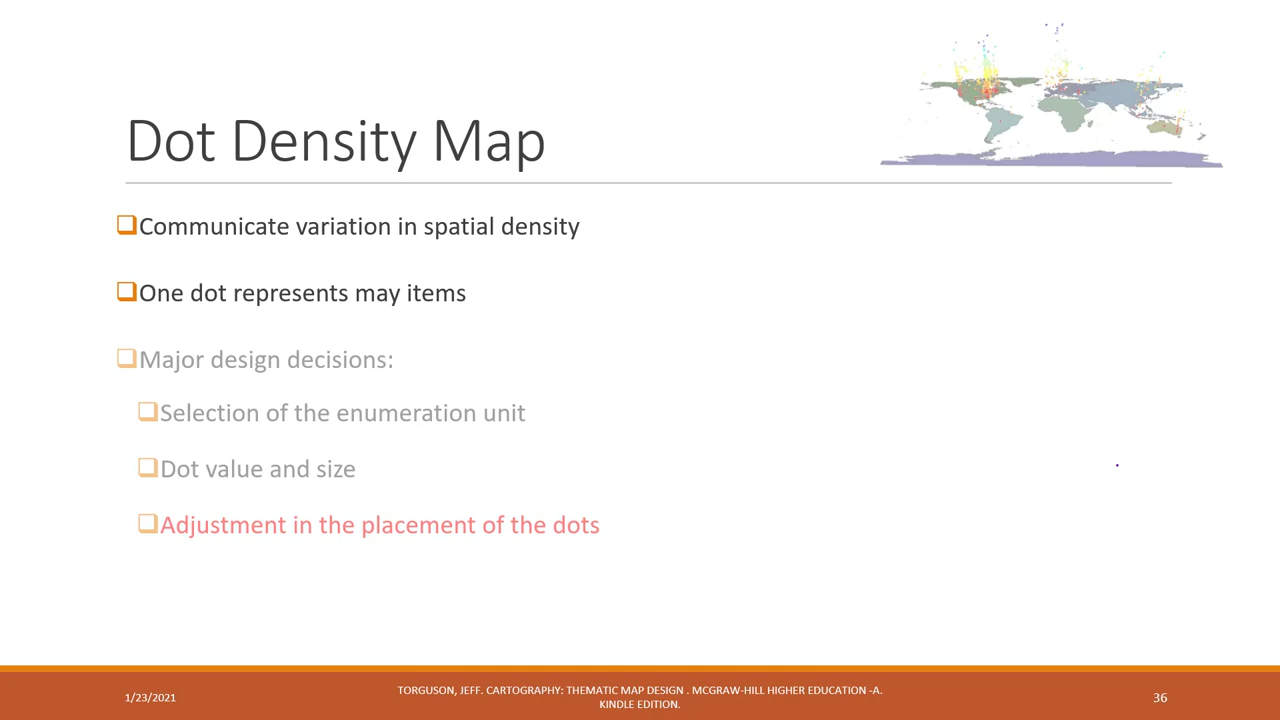 Dot Density Map
Communicate variation in spatial density
One dot represents may items
Major design decisions:
Selection of the enumeration unit
Dot value and size
Adjustment in the placement of the dots
1/23/2021
TORGUSON, JEFF. CARTOGRAPHY: THEMATIC MAP DESIGN . MCGRAW-HILL HIGHER EDUCATION -A.
KINDLE EDITION.
36